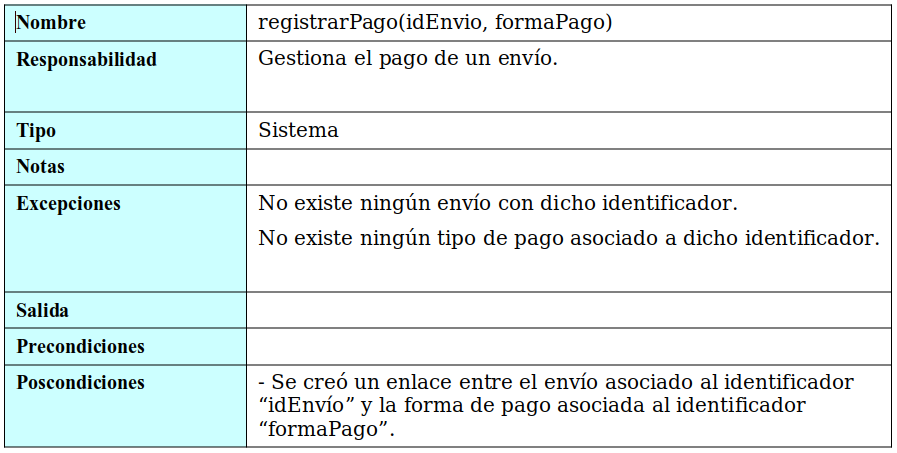 Nombre registrarPago(idEnvio, formaPago)
Responsabilidad Gestiona el pago de un envío.
Tipo Sistema
Notas
Excepciones No existe ningún envío con dicho identificador.
No existe ningún tipo de pago asociado a dicho identificador.
Salida
Precondiciones
Poscondiciones - Se creó un enlace entre el envío asociado al identificador
“idEnvío” y la forma de pago asociada al identificador
“formaPago”.